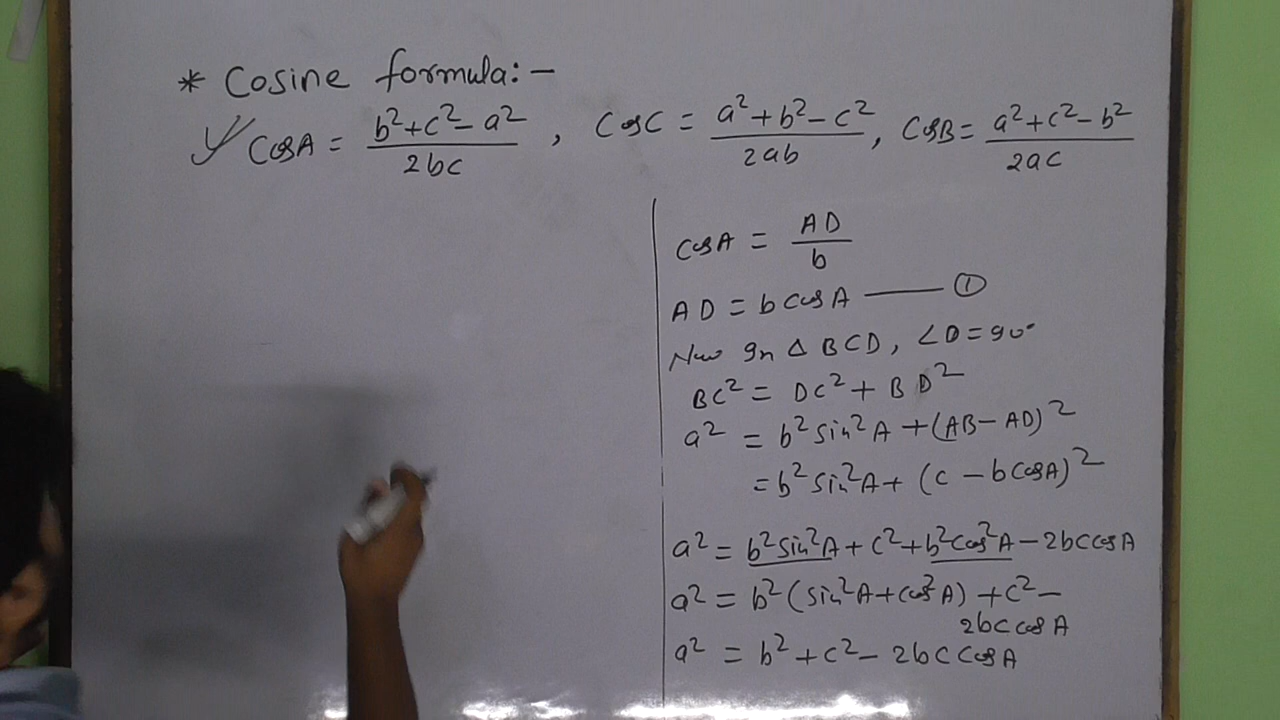 * Cosine formula:-
CosA = b²+c²-a² / 2bc , CosC = a²+b²-c² / 2ab , CosB = a²+c²-b² / 2ac
CosA = AD / b
AD = b cosA —— ①
Now In Δ BCD, ∠D=90°
BC² = DC² + BD²
a² = b² sin²A + (AB-AD)²
= b² sin²A + (c - b cosA)²
a² = b² sin²A + c² + b² cos²A - 2bc cosA
a² = b² (sin²A + cos²A) + c² -
2bc cosA
a² = b² + c² - 2bc cosA